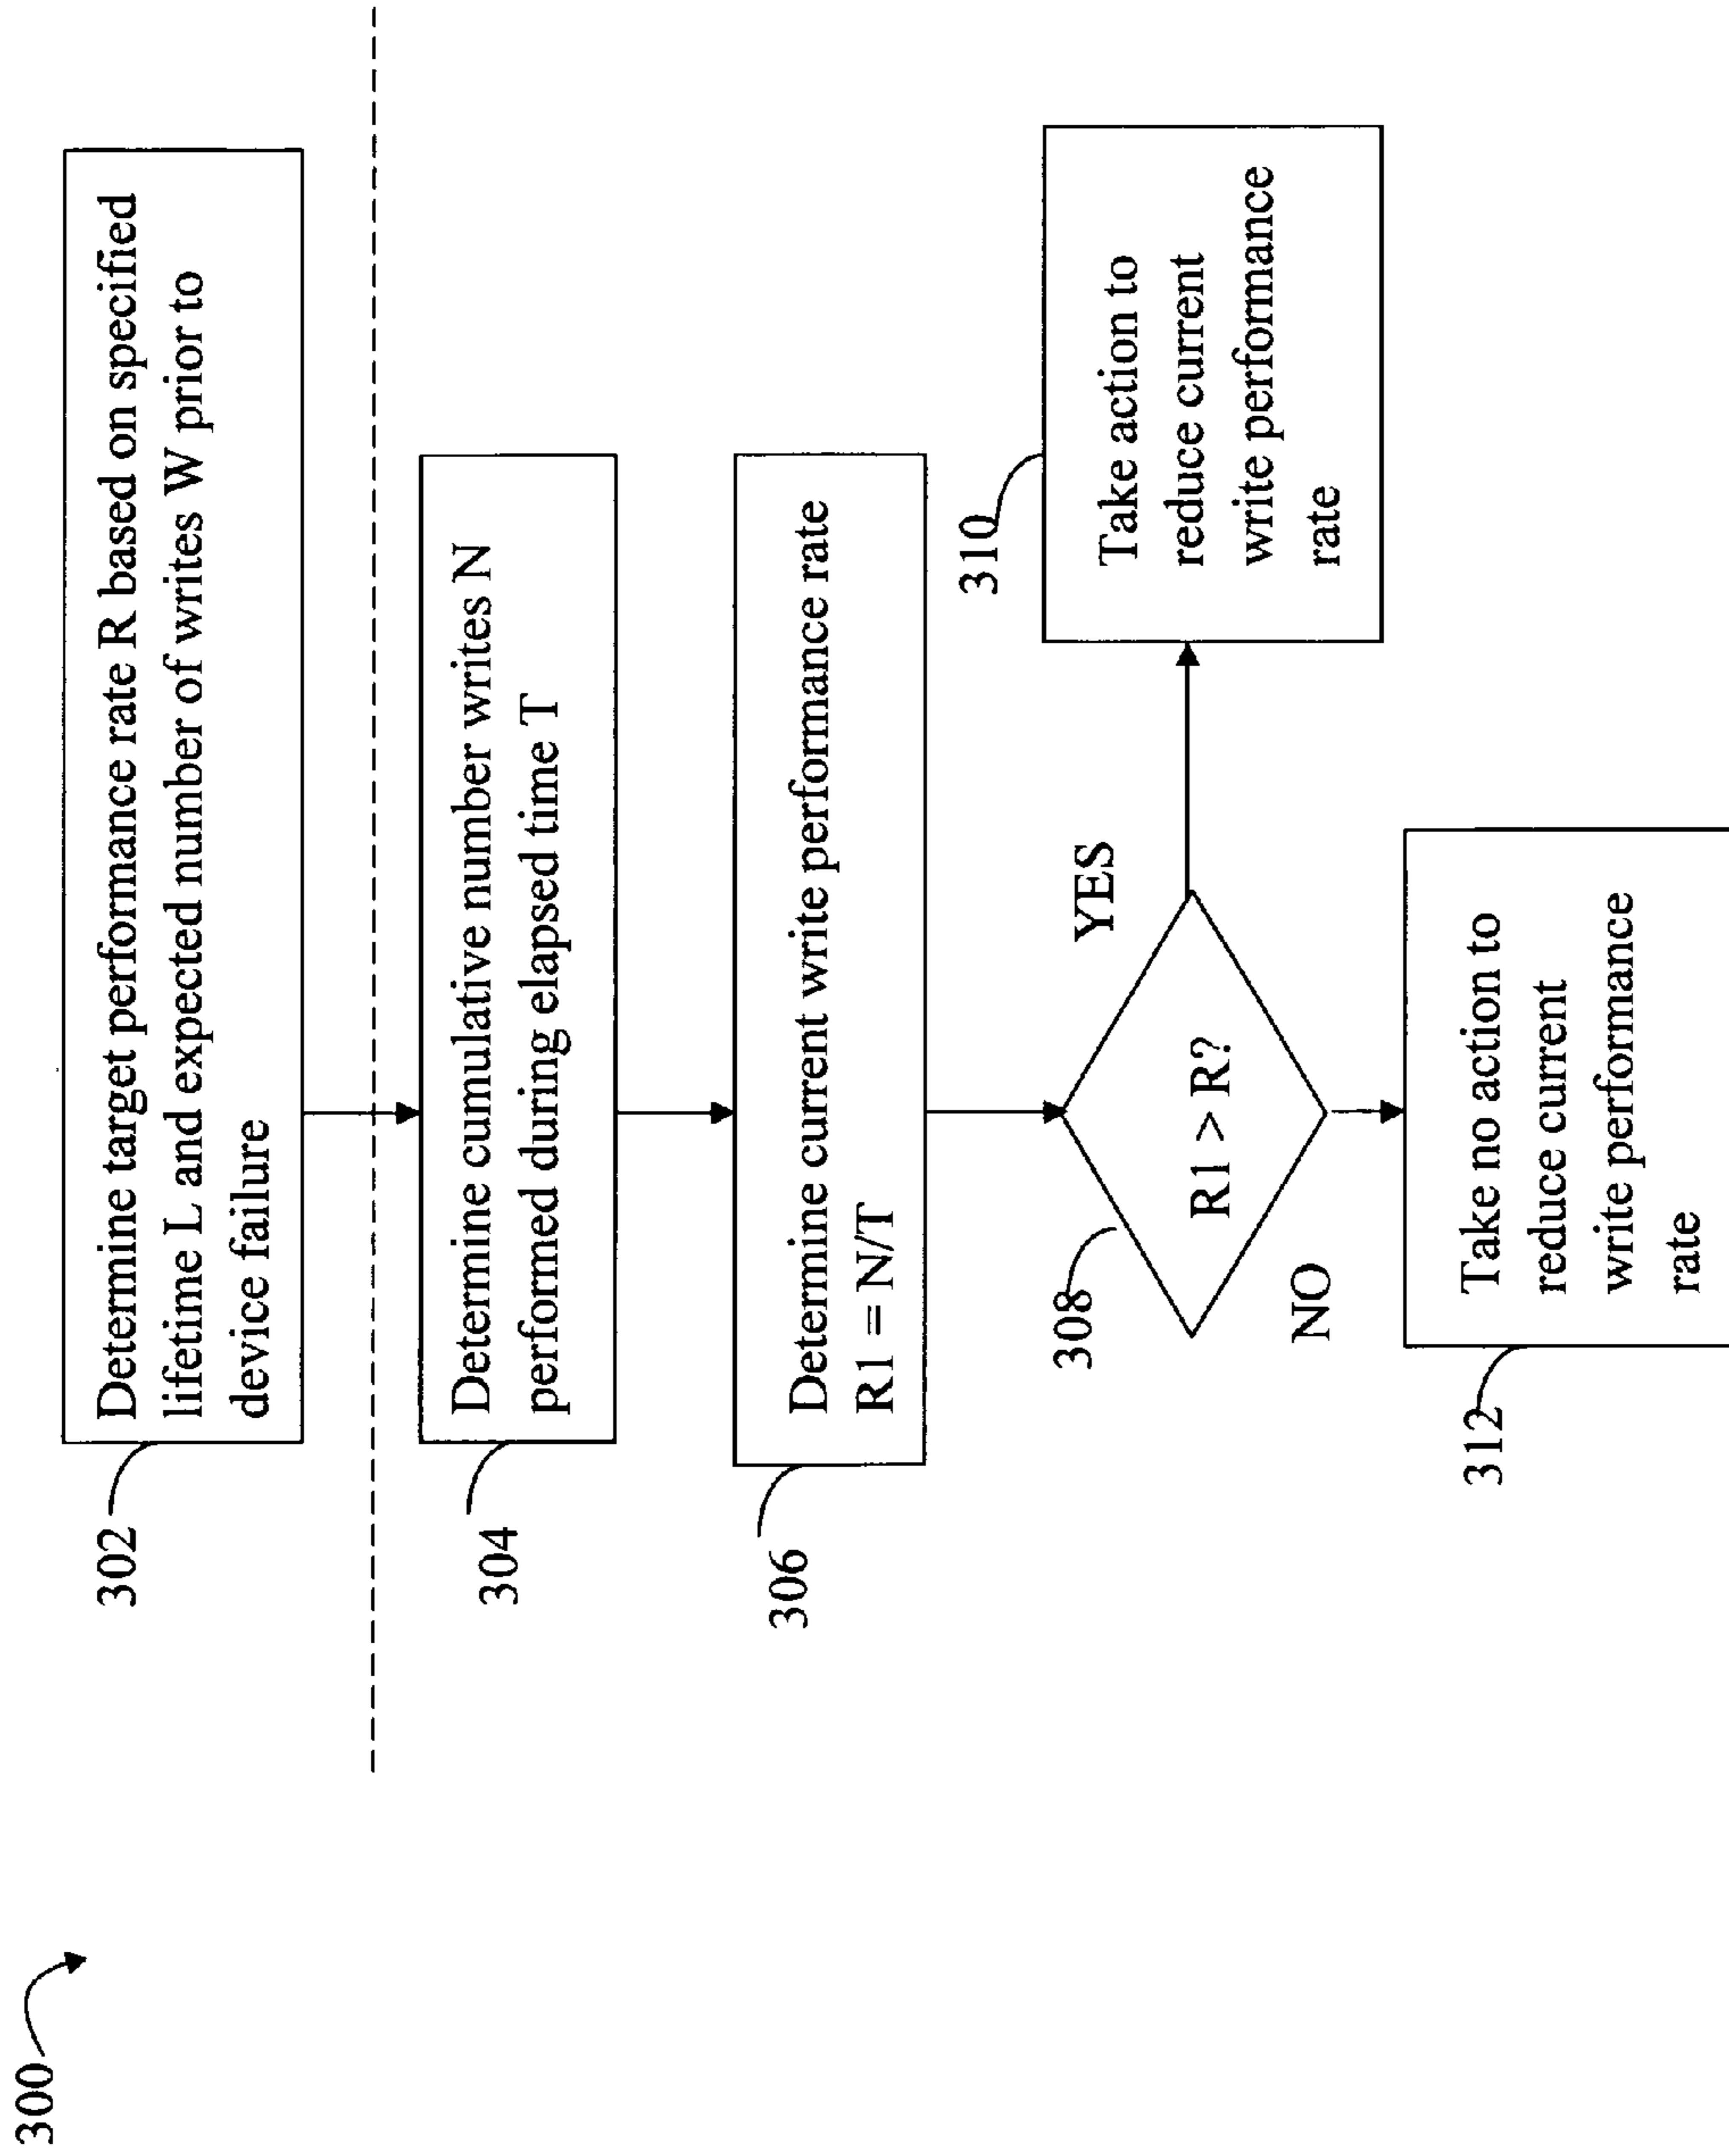 300
302
Determine target performance rate R based on specified
lifetime L and expected number of writes W prior to
device failure
304
Determine cumulative number writes N
performed during elapsed time T
306
Determine current write performance rate
R1 = N/T
308
R1 > R?
YES
310
Take action to
reduce current
write performance
rate
NO
312
Take no action to
reduce current
write performance
rate